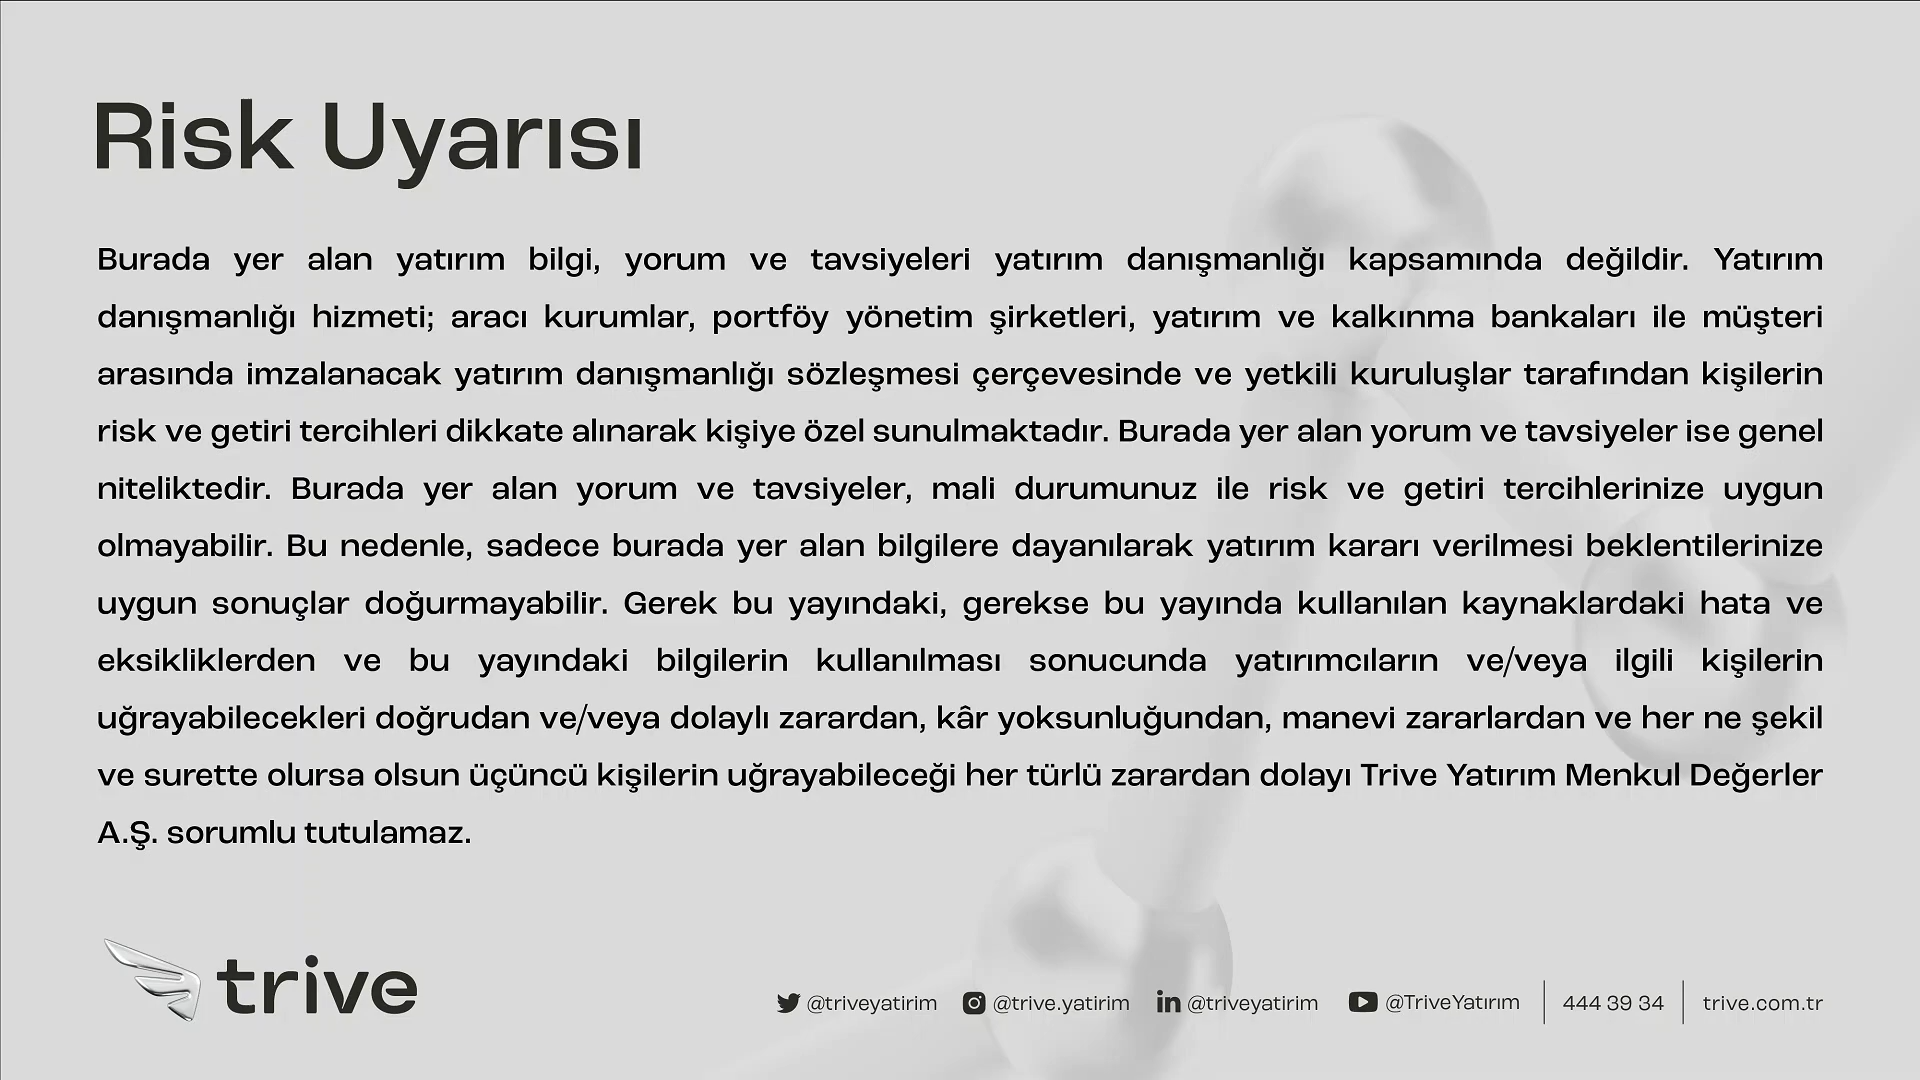 Risk Uyarısı
Burada yer alan yatırım bilgi, yorum ve tavsiyeleri yatırım danışmanlığı kapsamında değildir. Yatırım
danışmanlığı hizmeti; aracı kurumlar, portföy yönetim şirketleri, yatırım ve kalkınma bankaları ile müşteri
arasında imzalanacak yatırım danışmanlığı sözleşmesi çerçevesinde ve yetkili kuruluşlar tarafından kişilerin
risk ve getiri tercihleri dikkate alınarak kişiye özel sunulmaktadır. Burada yer alan yorum ve tavsiyeler ise genel
niteliktedir. Burada yer alan yorum ve tavsiyeler, mali durumunuz ile risk ve getiri tercihlerinize uygun
olmayabilir. Bu nedenle, sadece burada yer alan bilgilere dayanılarak yatırım kararı verilmesi beklentilerinize
uygun sonuçlar doğurmayabilir. Gerek bu yayındaki, gerekse bu yayında kullanılan kaynaklardaki hata ve
eksikliklerden ve bu yayındaki bilgilerin kullanılması sonucunda yatırımcıların ve/veya ilgili kişilerin
uğrayabilecekleri doğrudan ve/veya dolaylı zarardan, kâr yoksunluğundan, manevi zararlardan ve her ne şekil
ve surette olursa olsun üçüncü kişilerin uğrayabileceği her türlü zarardan dolayı Trive Yatırım Menkul Değerler
A.Ş. sorumlu tutulamaz.
trive
@triveyatirim @trive.yatirim @triveyatirim @TriveYatırım 444 39 34 trive.com.tr